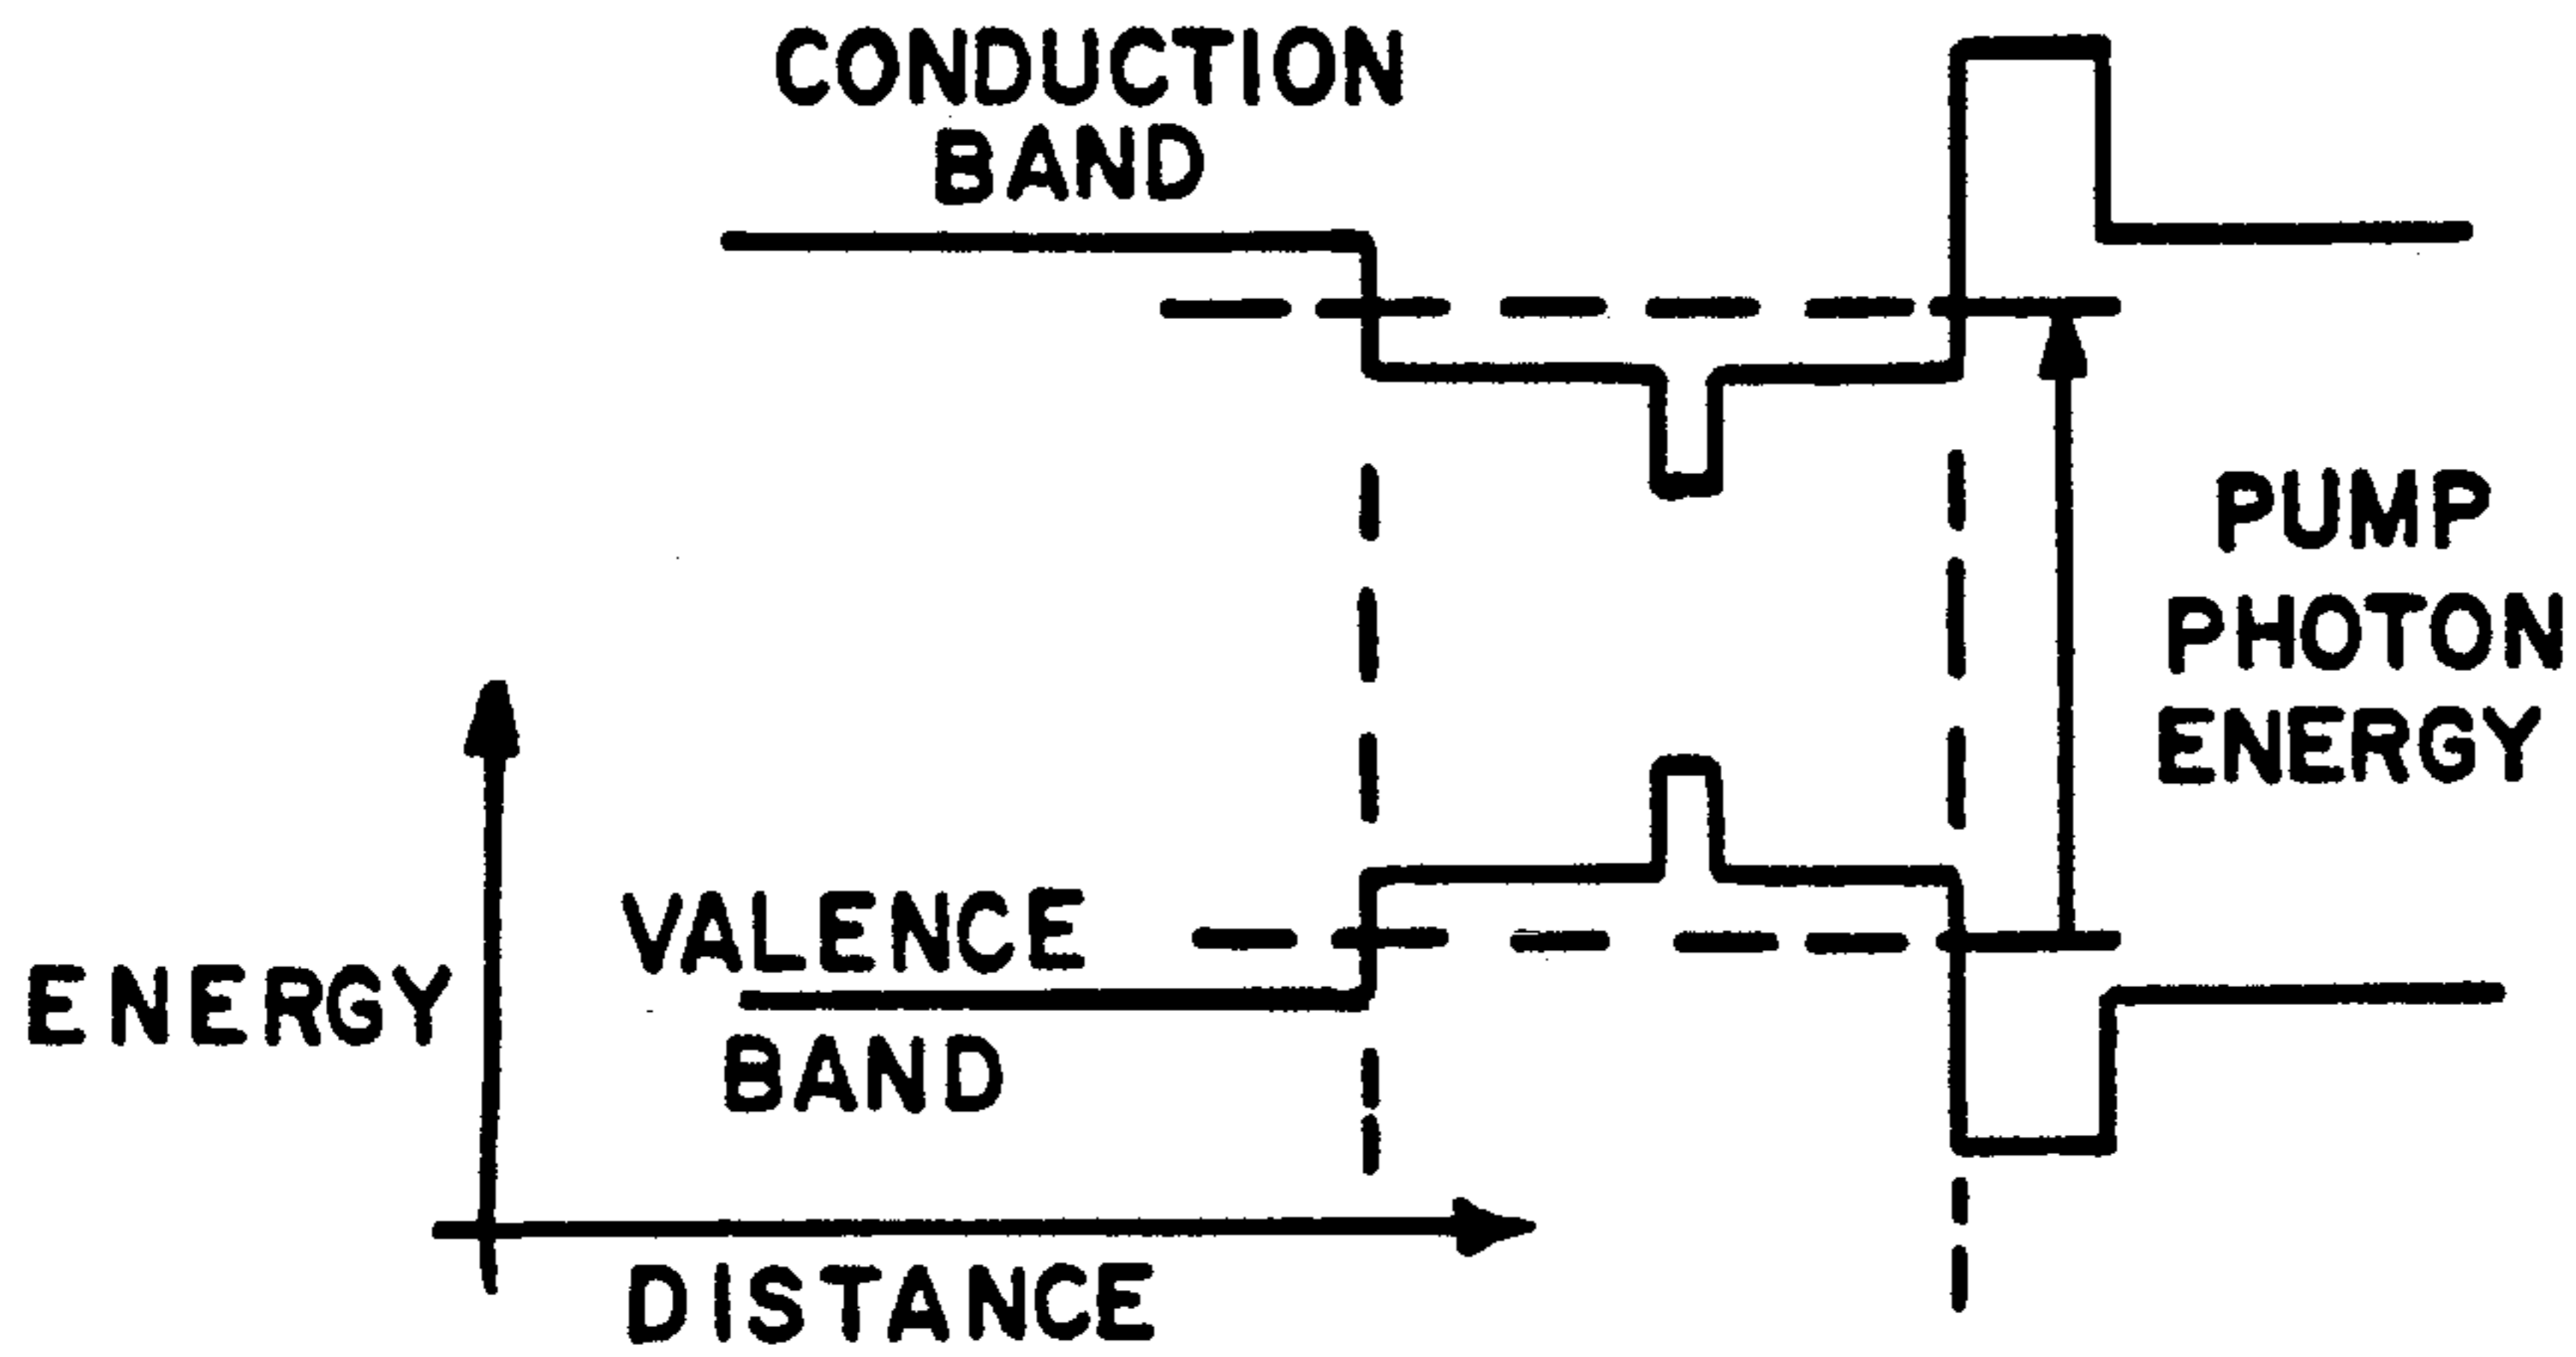 CONDUCTION
BAND
PUMP
PHOTON
ENERGY
VALENCE
BAND
ENERGY
DISTANCE